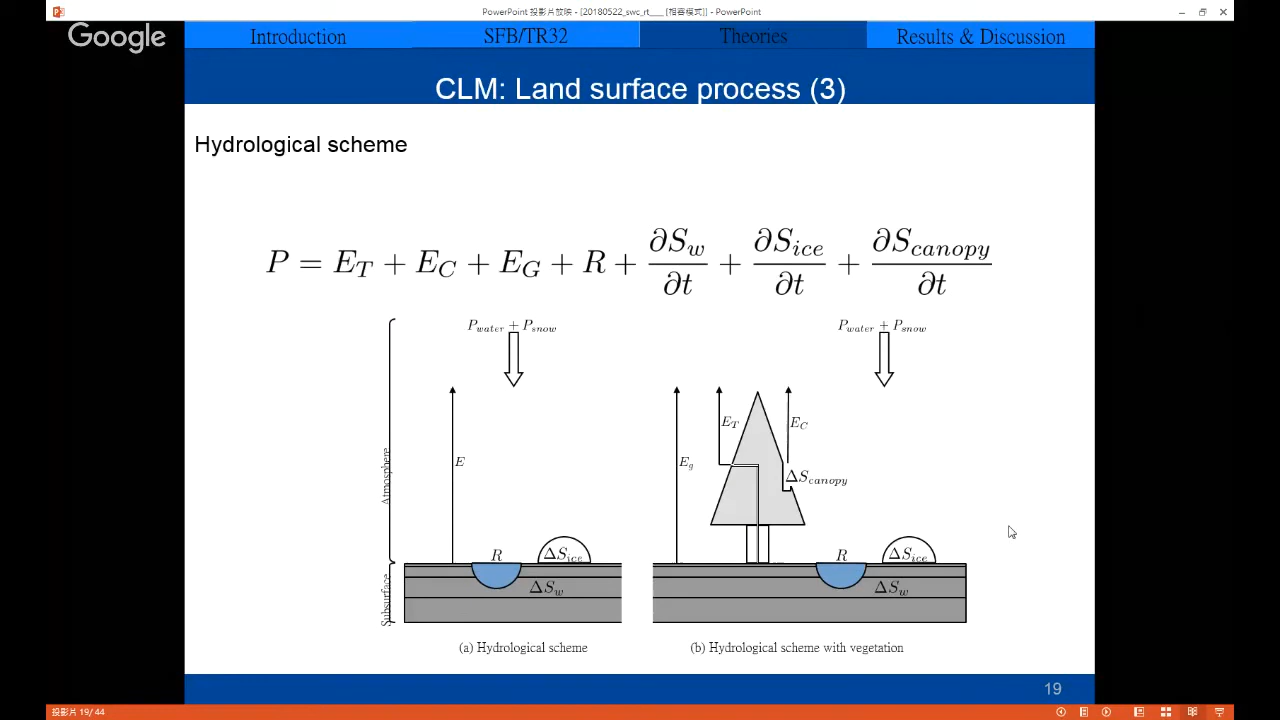 PowerPoint 投影片放映 - [20180522_swc_rt___ [相容模式]] - PowerPoint
Google
Introduction
SFB/TR32
Theories
Results & Discussion
CLM: Land surface process (3)
Hydrological scheme
P = E_T + E_C + E_G + R + ∂S_w/∂t + ∂S_ice/∂t + ∂S_canopy/∂t
P_water + P_snow
P_water + P_snow
E_T
E_C
Atmosphere
E
E_g
ΔS_canopy
R
ΔS_ice
R
ΔS_ice
Subsurface
ΔS_w
ΔS_w
(a) Hydrological scheme
(b) Hydrological scheme with vegetation
19
投影片 19/44